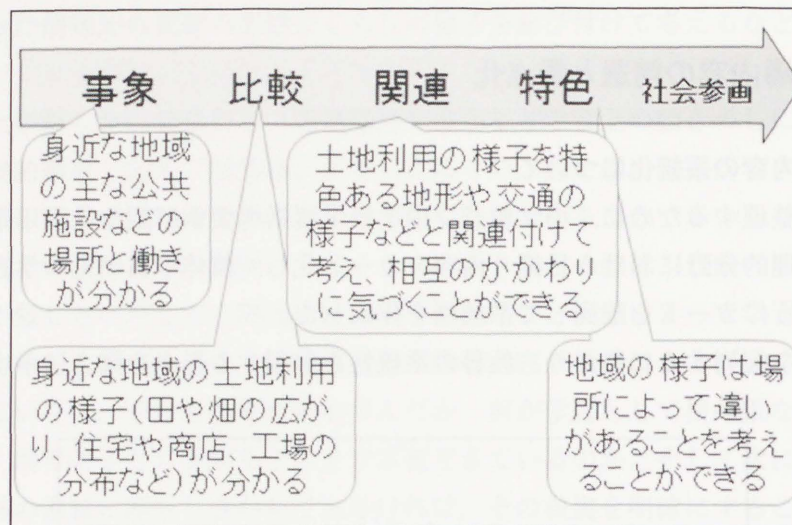 事象 比較 関連 特色 社会参画
身近な地域
の主な公共
施設などの
場所と働き
が分かる
土地利用の様子を特
色ある地形や交通の
様子などと関連付けて
考え、相互のかかわり
に気づくことができる
身近な地域の土地利用
の様子(田や畑の広が
り、住宅や商店、工場の
分布など)が分かる
地域の様子は場
所によって違い
があることを考え
ることができる